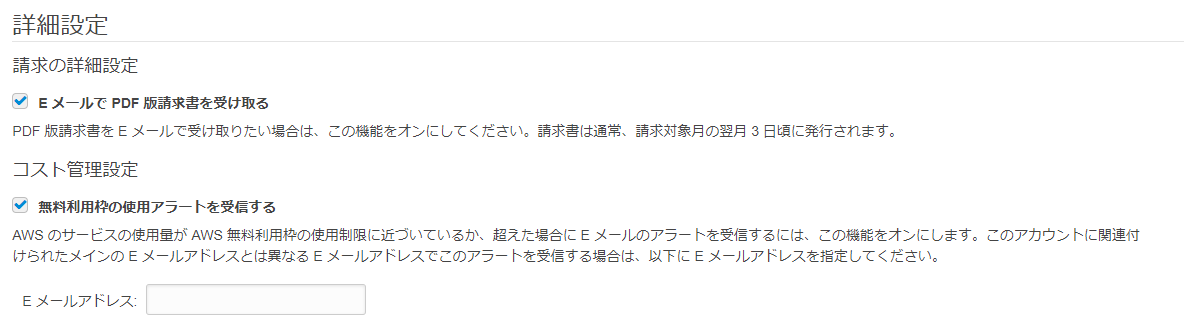 詳細設定
請求の詳細設定
E メールで PDF 版請求書を受け取る
PDF 版請求書を E メールで受け取りたい場合は、この機能をオンにしてください。請求書は通常、請求対象月の翌月 3 日頃に発行されます。
コスト管理設定
無料利用枠の使用アラートを受信する
AWS のサービスの使用量が AWS 無料利用枠の使用制限に近づいているか、超えた場合に E メールのアラートを受信するには、この機能をオンにします。このアカウントに関連付
けられたメインの E メールアドレスとは異なる E メールアドレスでこのアラートを受信する場合は、以下に E メールアドレスを指定してください。
E メールアドレス: